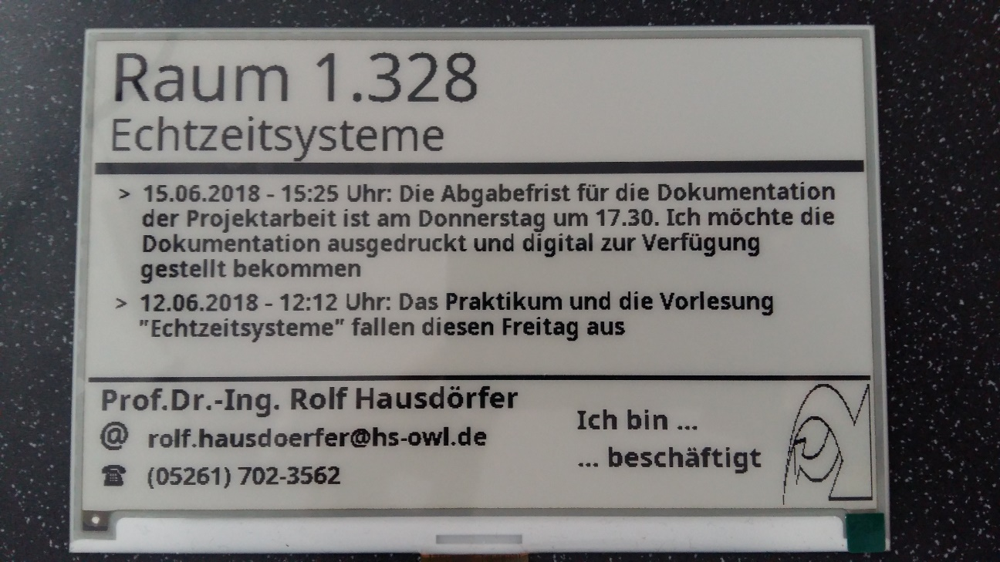 Raum 1.328
Echtzeitsysteme
> 15.06.2018 - 15:25 Uhr: Die Abgabefrist für die Dokumentation
der Projektarbeit ist am Donnerstag um 17.30. Ich möchte die
Dokumentation ausgedruckt und digital zur Verfügung
gestellt bekommen
> 12.06.2018 - 12:12 Uhr: Das Praktikum und die Vorlesung
"Echtzeitsysteme" fallen diesen Freitag aus
Prof.Dr.-Ing. Rolf Hausdörfer
@ rolf.hausdoerfer@hs-owl.de
☎ (05261) 702-3562
Ich bin ...
... beschäftigt